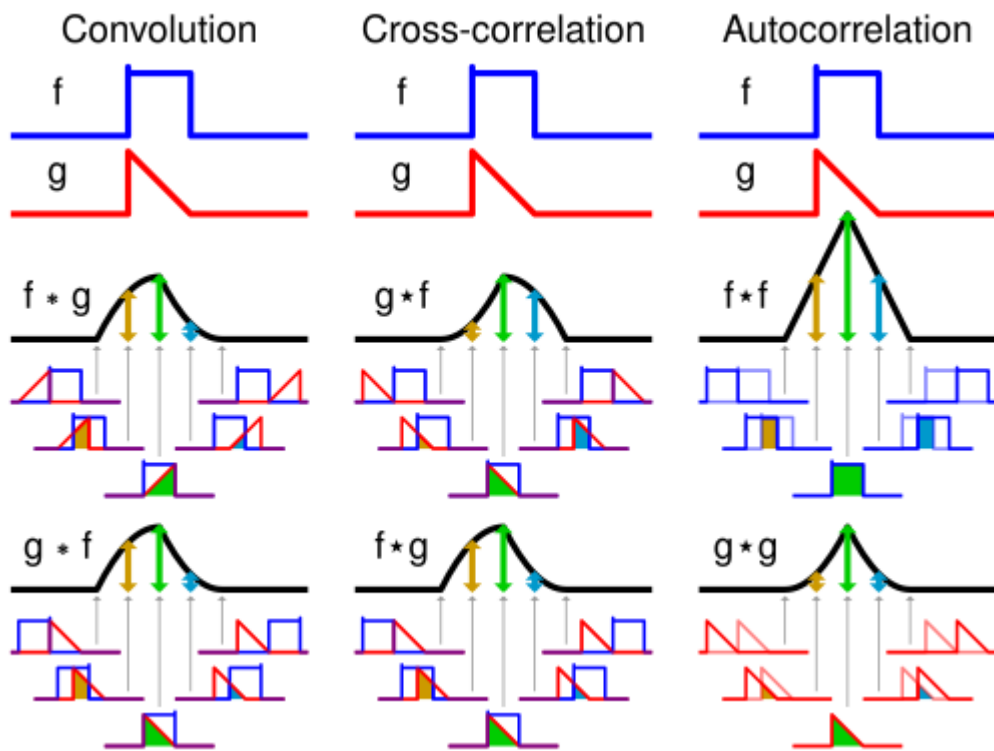 Convolution Cross-correlation Autocorrelation
f f f
g g g
f * g g⋆f f⋆f
g * f f⋆g g⋆g